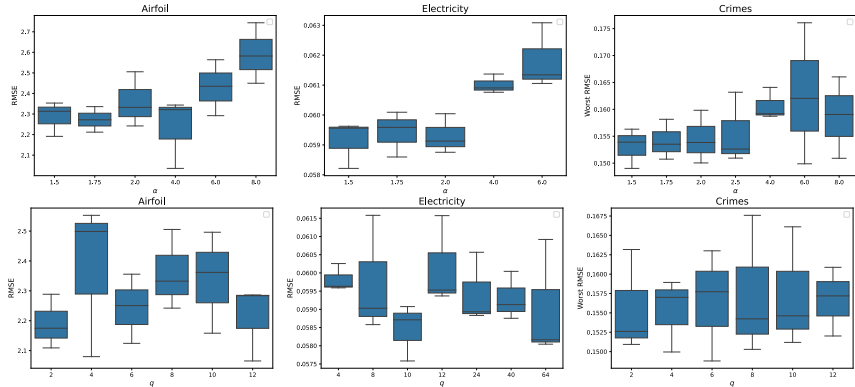 Airfoil
RMSE
2.7
2.6
2.5
2.4
2.3
2.2
2.1
1.5 1.75 2.0 4.0 6.0 8.0
α
Electricity
RMSE
0.063
0.062
0.061
0.060
0.059
0.058
1.5 1.75 2.0 4.0 6.0
α
Crimes
Worst RMSE
0.175
0.170
0.165
0.160
0.155
0.150
1.5 1.75 2.0 2.5 4.0 6.0 8.0
α
Airfoil
RMSE
2.5
2.4
2.3
2.2
2.1
2 4 6 8 10 12
q
Electricity
RMSE
0.0615
0.0610
0.0605
0.0600
0.0595
0.0590
0.0585
0.0580
0.0575
4 8 10 12 24 40 64
q
Crimes
Worst RMSE
0.1675
0.1650
0.1625
0.1600
0.1575
0.1550
0.1525
0.1500
2 4 6 8 10 12
q